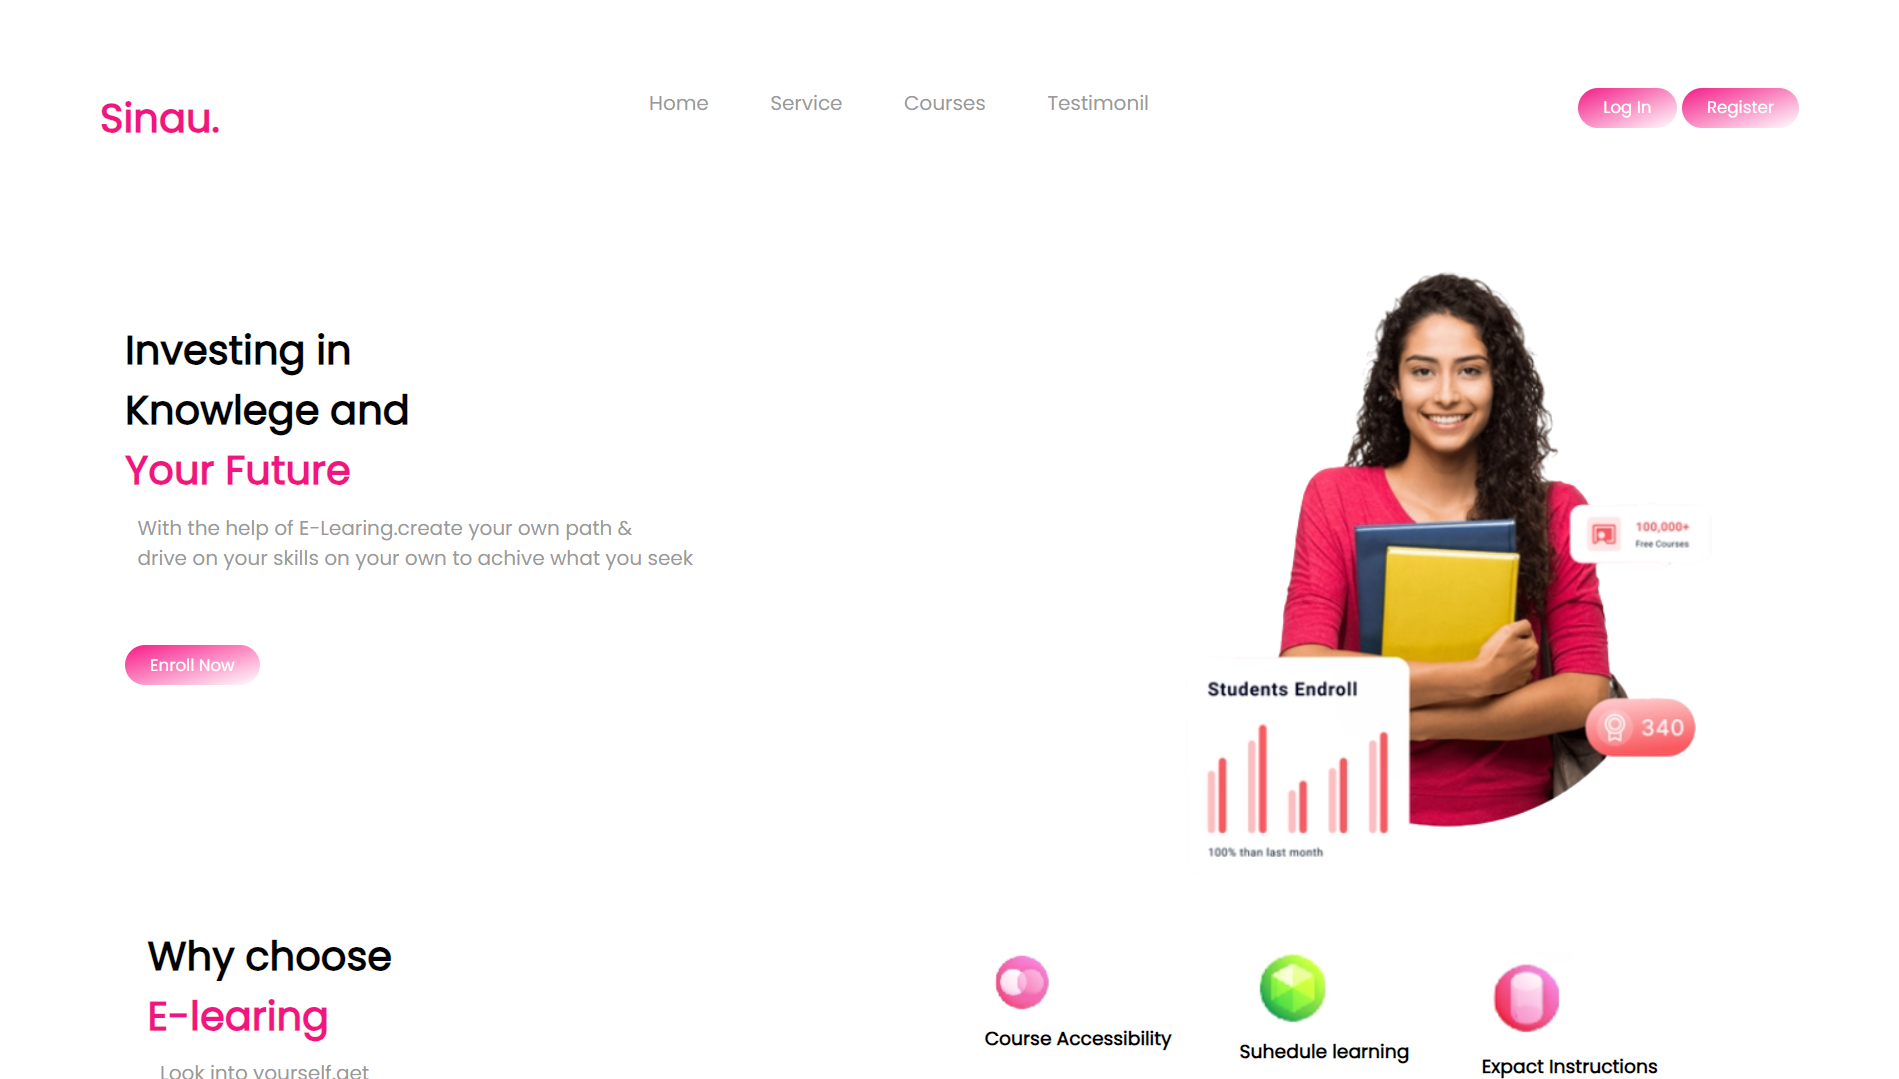 Sinau.
Home
Service
Courses
Testimonil
Log In
Register
Investing in
Knowlege and
Your Future
With the help of E-Learing.create your own path &
drive on your skills on your own to achive what you seek
Enroll Now
100,000+
Free Courses
Students Endroll
340
100% than last month
Why choose
E-learing
Look into yourself,get
Course Accessibility
Suhedule learning
Expact Instructions